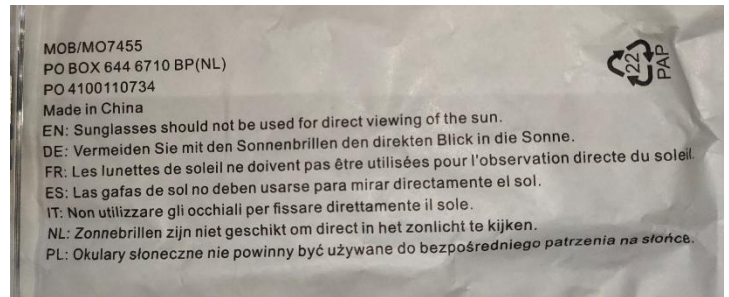 MOB/MO7455
PO BOX 644 6710 BP(NL)
PO 4100110734
Made in China
EN: Sunglasses should not be used for direct viewing of the sun.
DE: Vermeiden Sie mit den Sonnenbrillen den direkten Blick in die Sonne.
FR: Les lunettes de soleil ne doivent pas être utilisées pour l'observation directe du soleil.
ES: Las gafas de sol no deben usarse para mirar directamente el sol.
IT: Non utilizzare gli occhiali per fissare direttamente il sole.
NL: Zonnebrillen zijn niet geschikt om direct in het zonlicht te kijken.
PL: Okulary słoneczne nie powinny być używane do bezpośredniego patrzenia na słońce.
22
PAP